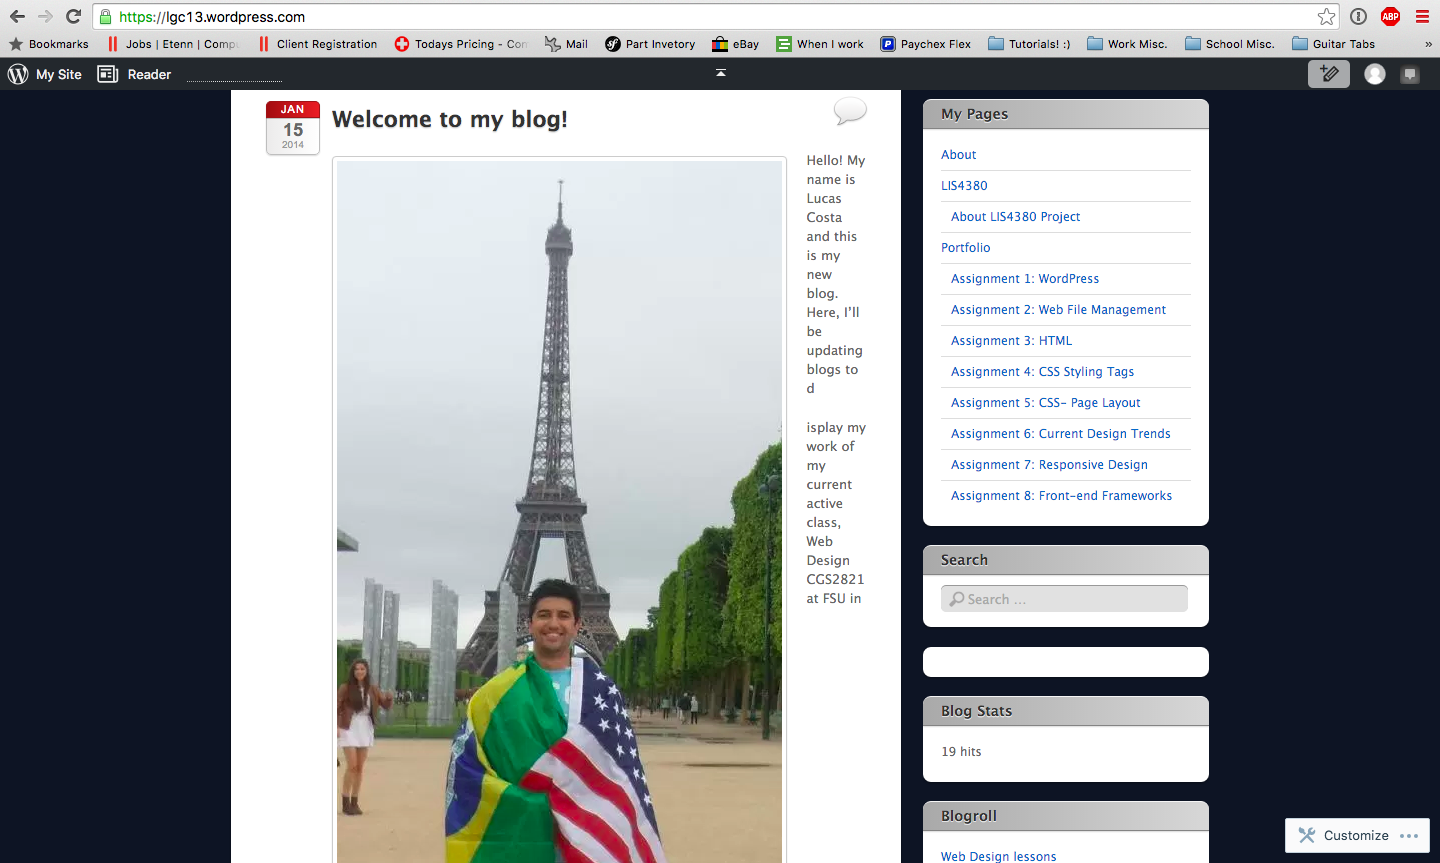 https://lgc13.wordpress.com
ABP
Bookmarks
Jobs | Etenn | Comp
Client Registration
Todays Pricing - Con
Mail
Part Invetory
eBay
When I work
Paychex Flex
Tutorials! :)
Work Misc.
School Misc.
Guitar Tabs
»
My Site
Reader
JAN
15
2014
Welcome to my blog!
Hello! My
name is
Lucas
Costa
and this
is my
new
blog.
Here, I'll
be
updating
blogs to
d
isplay my
work of
my
current
active
class,
Web
Design
CGS2821
at FSU in
My Pages
About
LIS4380
About LIS4380 Project
Portfolio
Assignment 1: WordPress
Assignment 2: Web File Management
Assignment 3: HTML
Assignment 4: CSS Styling Tags
Assignment 5: CSS- Page Layout
Assignment 6: Current Design Trends
Assignment 7: Responsive Design
Assignment 8: Front-end Frameworks
Search
Search ...
Blog Stats
19 hits
Blogroll
Web Design lessons
Customize